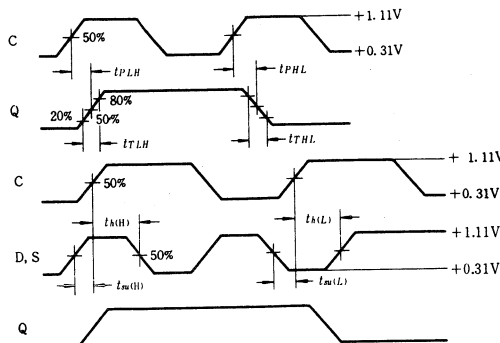 +1.11V
C
50%
+0.31V
tPLH
tPHL
80%
Q
20%
50%
tTLH
tTHL
+1.11V
C
50%
+0.31V
th(H)
th(L)
+1.11V
D, S
50%
+0.31V
tsu(H)
tsu(L)
Q